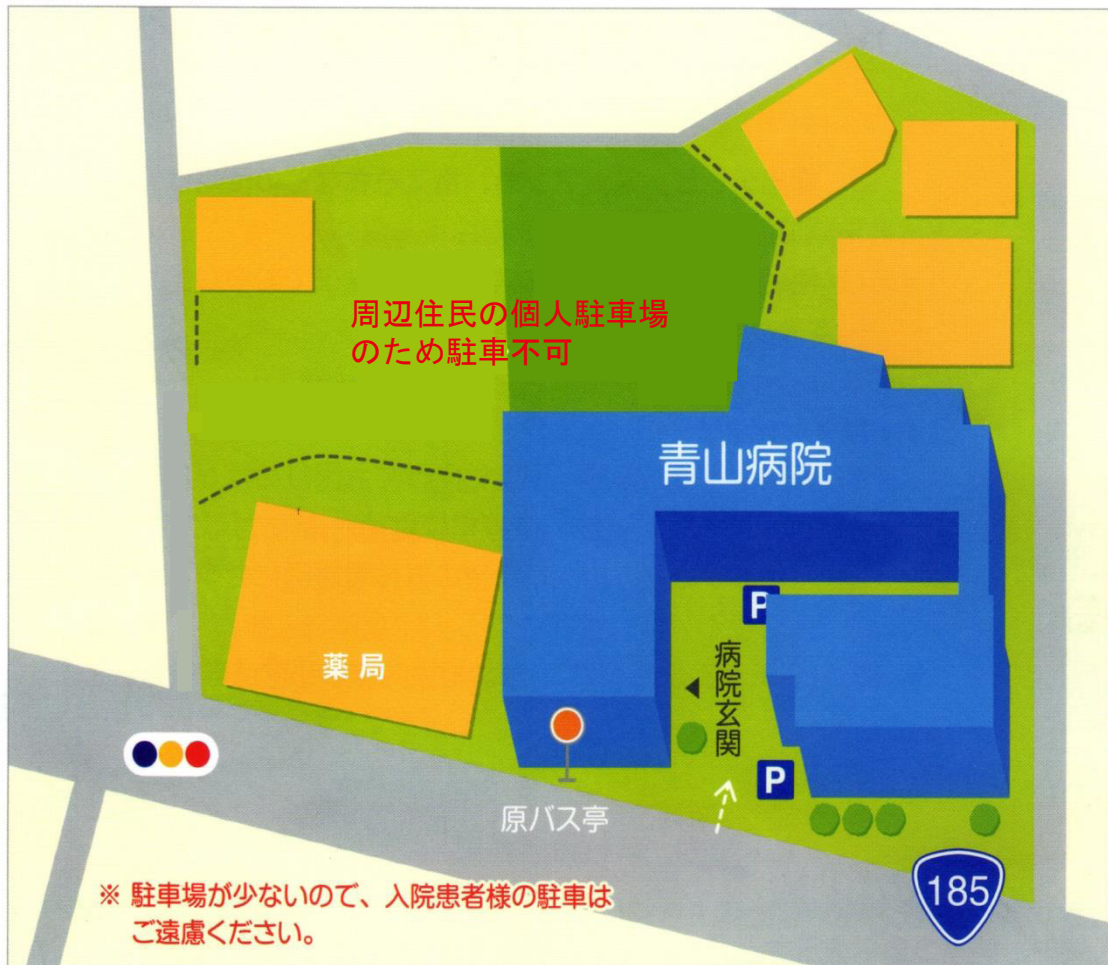 周辺住民の個人駐車場
のため駐車不可
青山病院
P
病院玄関
薬局
P
原バス亭
185
※ 駐車場が少ないので、入院患者様の駐車は
ご遠慮ください。